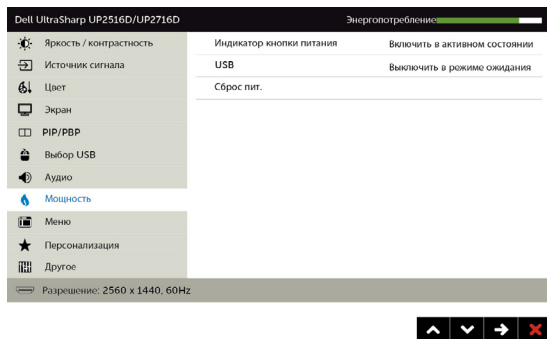 Dell UltraSharp UP2516D/UP2716D Энергопотребление
Яркость / контрастность Индикатор кнопки питания Включить в активном состоянии
Источник сигнала USB Выключить в режиме ожидания
Цвет Сброс пит.
Экран
PIP/PBP
Выбор USB
Аудио
Мощность
Меню
Персонализация
Другое
Разрешение: 2560 x 1440, 60Hz